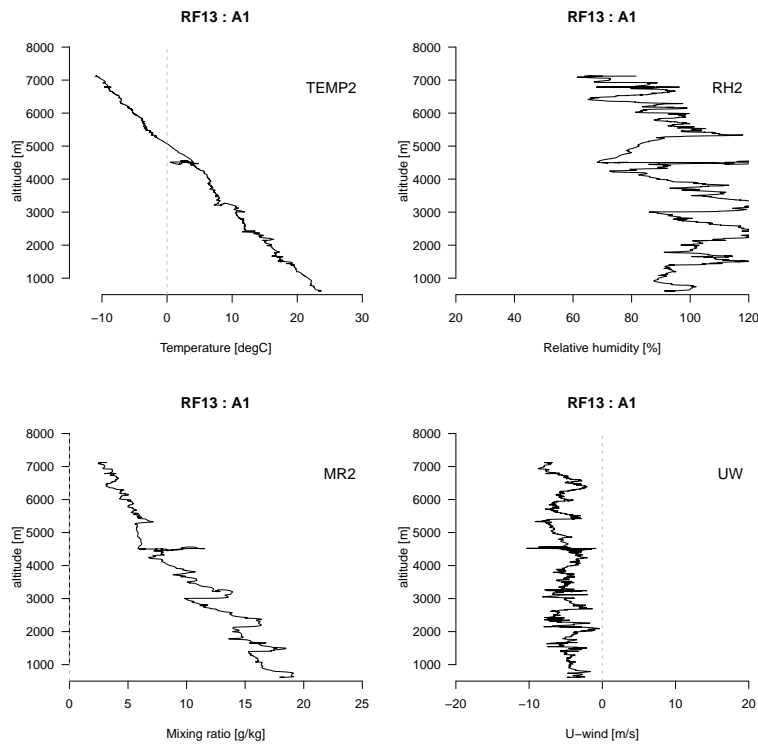 RF13 : A1
RF13 : A1
TEMP2
RH2
altitude [m]
8000
7000
6000
5000
4000
3000
2000
1000
−10 0 10 20 30
Temperature [degC]
altitude [m]
8000
7000
6000
5000
4000
3000
2000
1000
20 40 60 80 100 120
Relative humidity [%]
RF13 : A1
RF13 : A1
MR2
UW
altitude [m]
8000
7000
6000
5000
4000
3000
2000
1000
0 5 10 15 20 25
Mixing ratio [g/kg]
altitude [m]
8000
7000
6000
5000
4000
3000
2000
1000
−20 −10 0 10 20
U−wind [m/s]